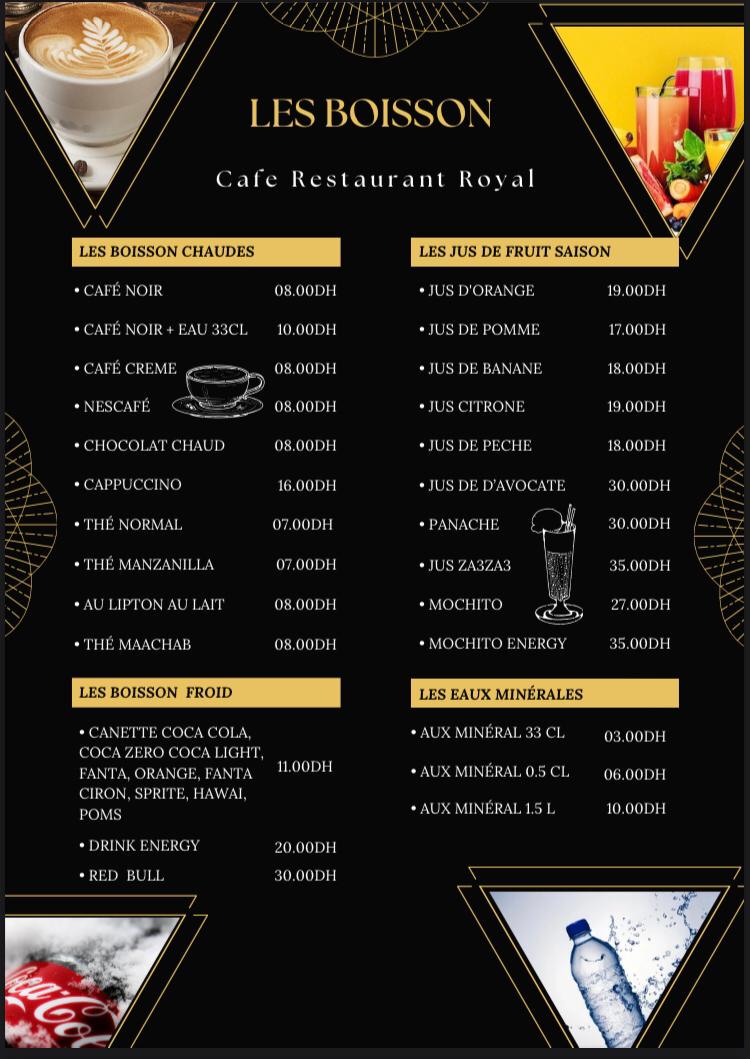 LES BOISSON
Cafe Restaurant Royal
LES BOISSON CHAUDES
• CAFÉ NOIR 08.00DH
• CAFÉ NOIR + EAU 33CL 10.00DH
• CAFÉ CREME 08.00DH
• NESCAFÉ 08.00DH
• CHOCOLAT CHAUD 08.00DH
• CAPPUCCINO 16.00DH
• THÉ NORMAL 07.00DH
• THÉ MANZANILLA 07.00DH
• AU LIPTON AU LAIT 08.00DH
• THÉ MAACHAB 08.00DH
LES BOISSON FROID
• CANETTE COCA COLA,
COCA ZERO COCA LIGHT,
FANTA, ORANGE, FANTA 11.00DH
CIRON, SPRITE, HAWAI,
POMS
• DRINK ENERGY 20.00DH
• RED BULL 30.00DH
LES JUS DE FRUIT SAISON
• JUS D'ORANGE 19.00DH
• JUS DE POMME 17.00DH
• JUS DE BANANE 18.00DH
• JUS CITRONE 19.00DH
• JUS DE PECHE 18.00DH
• JUS DE D'AVOCATE 30.00DH
• PANACHE 30.00DH
• JUS ZA3ZA3 35.00DH
• MOCHITO 27.00DH
• MOCHITO ENERGY 35.00DH
LES EAUX MINÉRALES
• AUX MINÉRAL 33 CL 03.00DH
• AUX MINÉRAL 0.5 CL 06.00DH
• AUX MINÉRAL 1.5 L 10.00DH